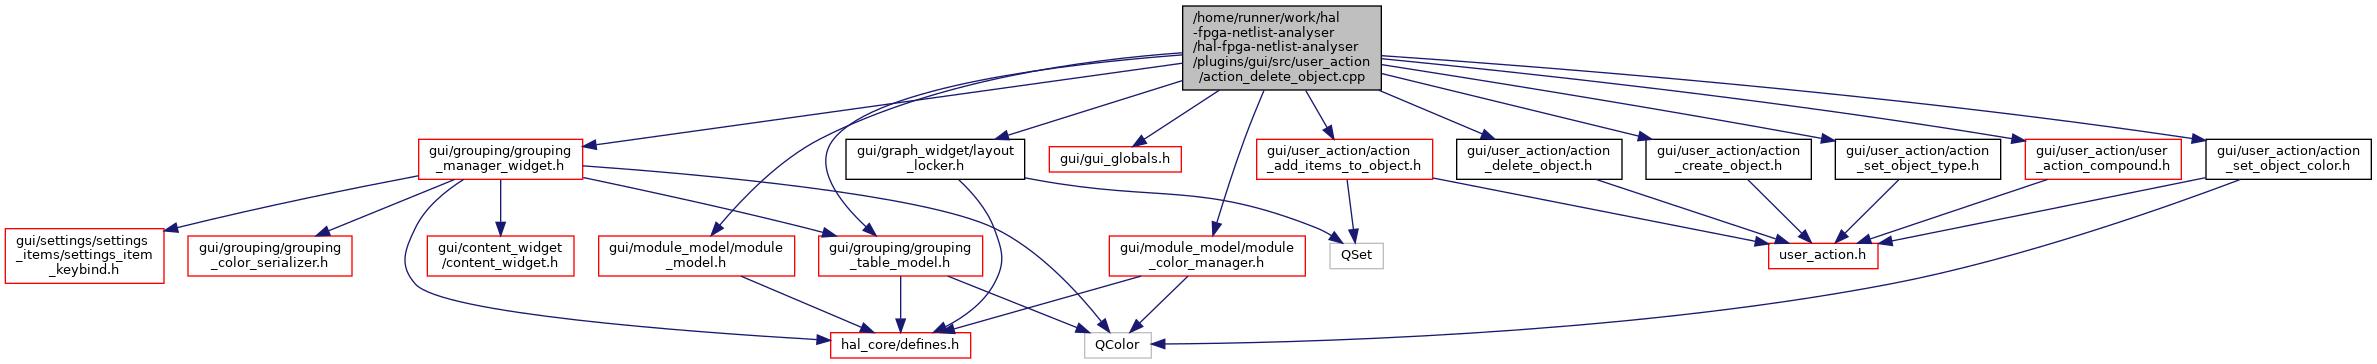 /home/runner/work/hal
-fpga-netlist-analyser
/hal-fpga-netlist-analyser
/plugins/gui/src/user_action
/action_delete_object.cpp
gui/grouping/grouping
_manager_widget.h
gui/graph_widget/layout
_locker.h
gui/gui_globals.h
gui/user_action/action
_add_items_to_object.h
gui/user_action/action
_delete_object.h
gui/user_action/action
_create_object.h
gui/user_action/action
_set_object_type.h
gui/user_action/user
_action_compound.h
gui/user_action/action
_set_object_color.h
gui/settings/settings
_items/settings_item
_keybind.h
gui/grouping/grouping
_color_serializer.h
gui/content_widget
/content_widget.h
gui/module_model/module
_model.h
gui/grouping/grouping
_table_model.h
gui/module_model/module
_color_manager.h
QSet
user_action.h
hal_core/defines.h
QColor